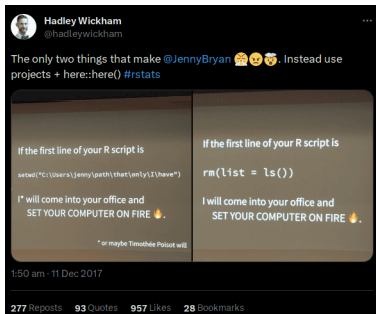 Hadley Wickham
@hadleywickham
The only two things that make @JennyBryan 😤😠🤯. Instead use
projects + here::here() #rstats
If the first line of your R script is
setwd("C:\Users\jenny\path\that\only\I\have")
I* will come into your office and
SET YOUR COMPUTER ON FIRE 🔥.
* or maybe Timothée Poisot will
If the first line of your R script is
rm(list = ls())
I will come into your office and
SET YOUR COMPUTER ON FIRE 🔥.
1:50 am · 11 Dec 2017
277 Reposts 93 Quotes 957 Likes 28 Bookmarks